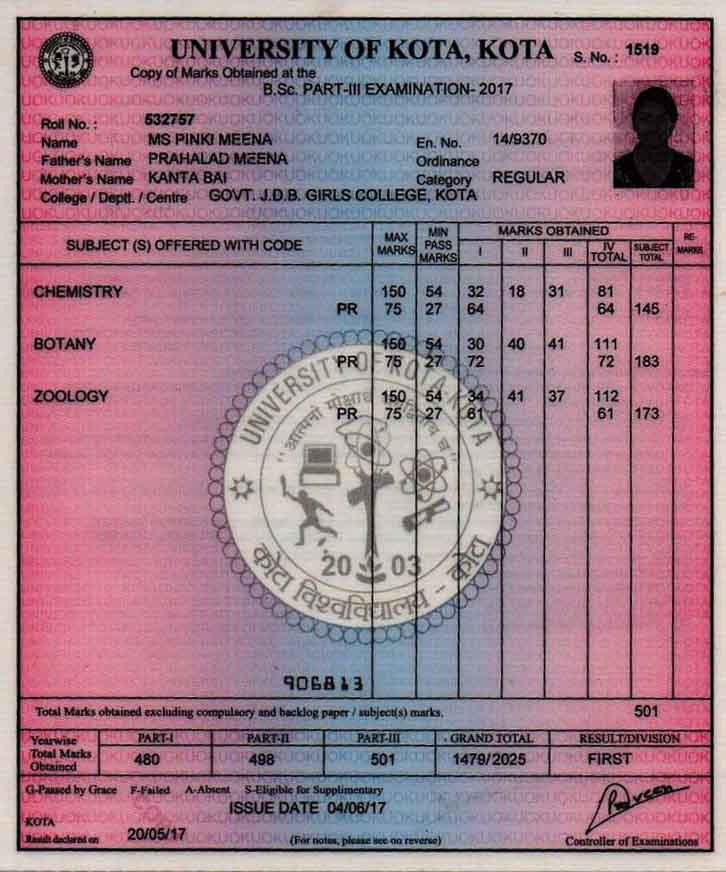 UNIVERSITY OF KOTA, KOTA
S. No. : 1519
Copy of Marks Obtained at the
B.Sc. PART-III EXAMINATION- 2017
Roll No. : 532757
Name MS PINKI MEENA En. No. 14/9370
Father's Name PRAHALAD MEENA Ordinance
Mother's Name KANTA BAI Category REGULAR
College / Deptt. / Centre GOVT. J.D.B. GIRLS COLLEGE, KOTA
SUBJECT (S) OFFERED WITH CODE MAX MARKS MIN PASS MARKS MARKS OBTAINED I II III IV TOTAL SUBJECT TOTAL RE-MARKS
CHEMISTRY 150 54 32 18 31 81
PR 75 27 64 64 145
BOTANY 150 54 30 40 41 111
PR 75 27 72 72 183
ZOOLOGY 150 54 34 41 37 112
PR 75 27 61 61 173
UNIVERSITY OF KOTA-KOTA
2003
कोटा विश्वविद्यालय - कोटा
906813
Total Marks obtained excluding compulsory and backlog paper / subject(s) marks. 501
Yearwise Total Marks Obtained PART-I PART-II PART-III GRAND TOTAL RESULT/DIVISION
480 498 501 1479/2025 FIRST
G-Passed by Grace F-Failed A-Absent S-Eligible for Supplimentary
ISSUE DATE 04/06/17
KOTA
Result declared on 20/05/17
(For notes, please see on reverse)
Praveen
Controller of Examinations